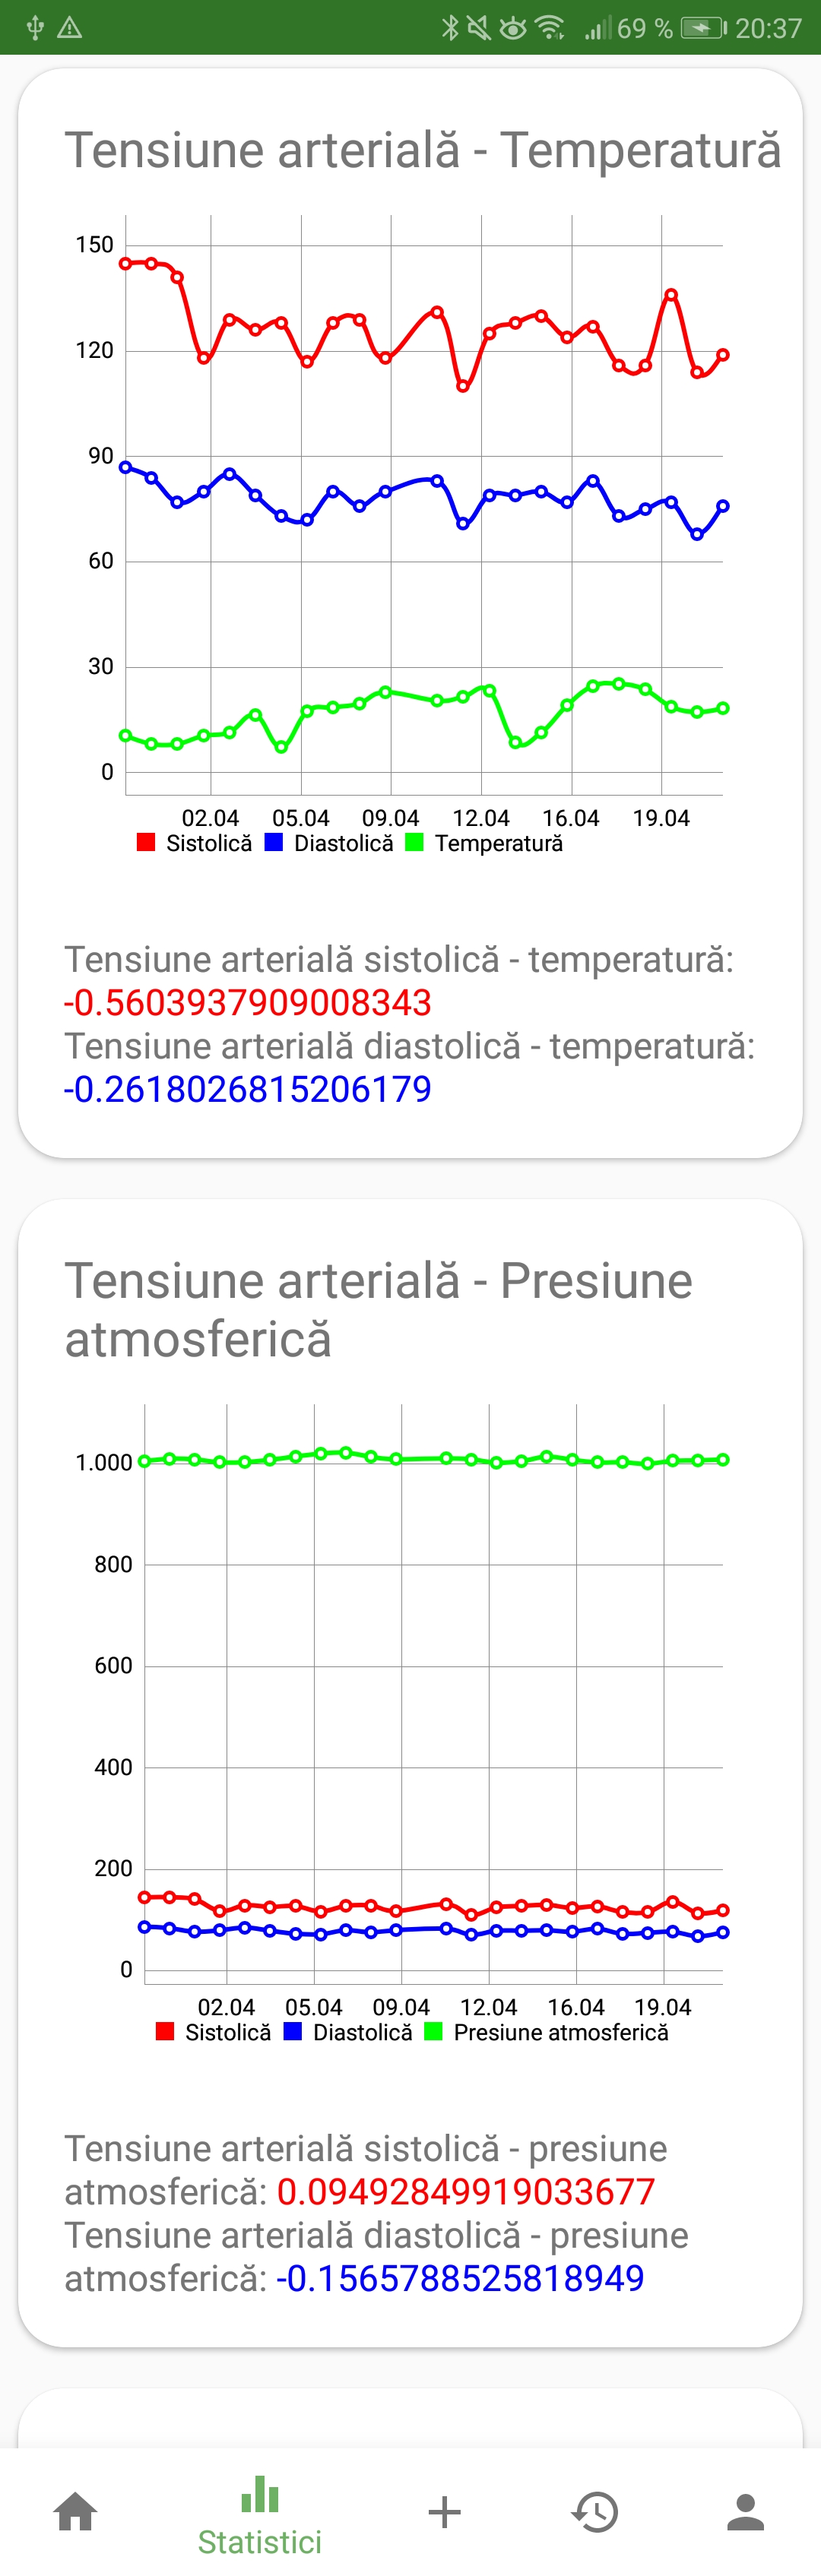 69 % 20:37
Tensiune arterială - Temperatură
150
120
90
60
30
0
02.04 05.04 09.04 12.04 16.04 19.04
Sistolică Diastolică Temperatură
Tensiune arterială sistolică - temperatură:
-0.5603937909008343
Tensiune arterială diastolică - temperatură:
-0.2618026815206179
Tensiune arterială - Presiune
atmosferică
1.000
800
600
400
200
0
02.04 05.04 09.04 12.04 16.04 19.04
Sistolică Diastolică Presiune atmosferică
Tensiune arterială sistolică - presiune
atmosferică: 0.09492849919033677
Tensiune arterială diastolică - presiune
atmosferică: -0.1565788525818949
Statistici